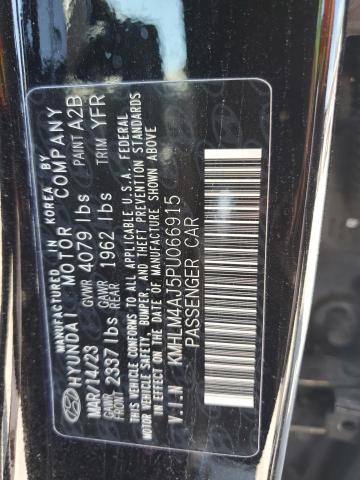 MANUFACTURED IN KOREA BY
HYUNDAI MOTOR COMPANY
MAR/14/23 GVWR 4079 lbs PAINT A2B
GAWR FRONT 2387 lbs GAWR REAR 1962 lbs TRIM YFR
THIS VEHICLE CONFORMS TO ALL APPLICABLE U.S.A. FEDERAL
MOTOR VEHICLE SAFETY, BUMPER, AND THEFT PREVENTION STANDARDS
IN EFFECT ON THE DATE OF MANUFACTURE SHOWN ABOVE.
V.I.N KMHLM4AJ5PU066915
PASSENGER CAR